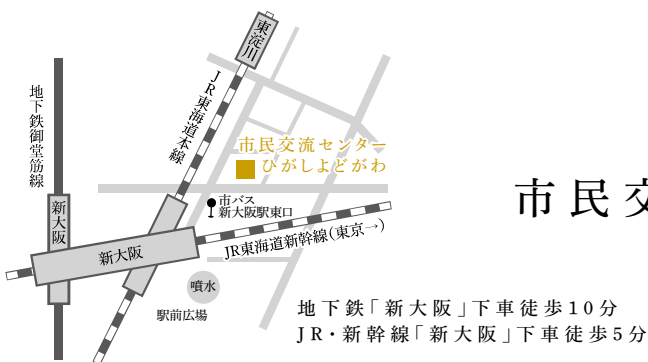 東淀川
JR東海道本線
地下鉄御堂筋線
市民交流センター
ひがしよどがわ
市バス
新大阪駅東口
新大阪
新大阪
JR東海道新幹線(東京→)
噴水
駅前広場
市民交
地下鉄「新大阪」下車徒歩10分
JR・新幹線「新大阪」下車徒歩5分